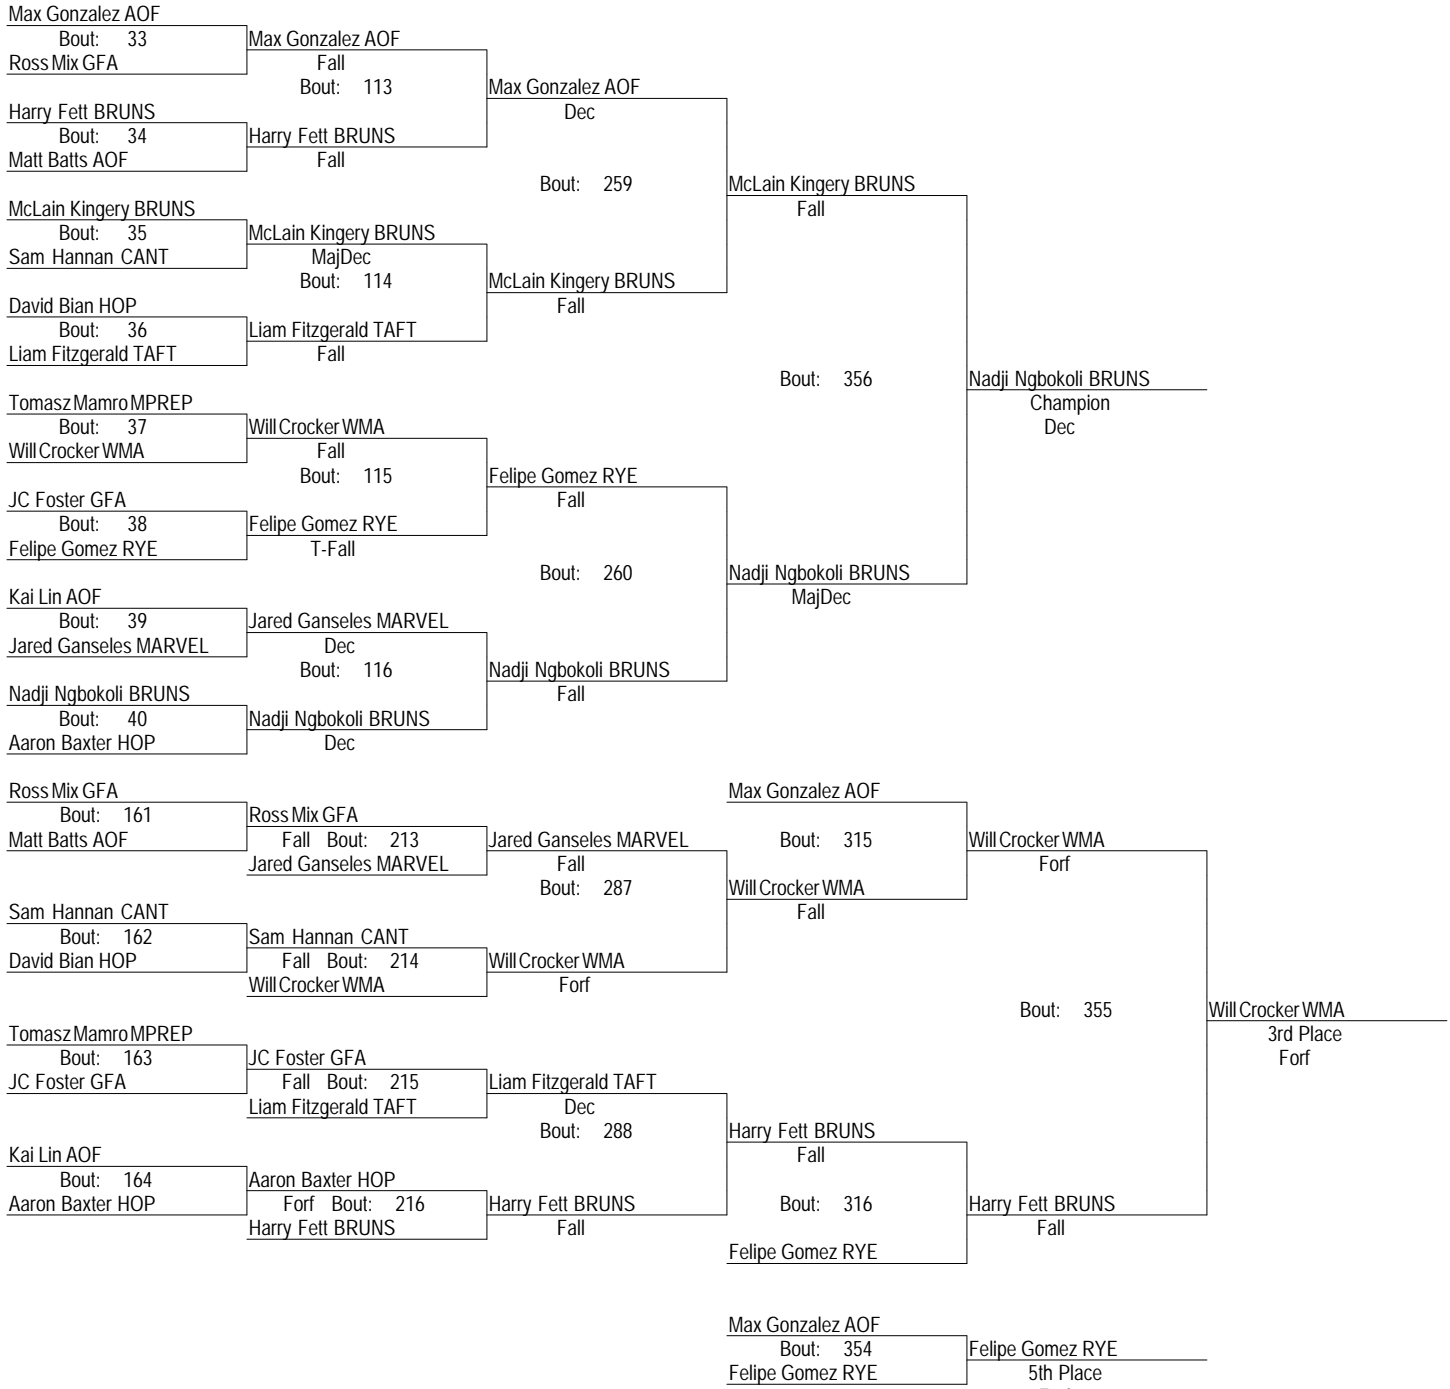 Max Gonzalez AOF
Bout: 33
Max Gonzalez AOF
Ross Mix GFA
Fall
Bout: 113
Max Gonzalez AOF
Harry Fett BRUNS
Dec
Bout: 34
Harry Fett BRUNS
Matt Batts AOF
Fall
Bout: 259
McLain Kingery BRUNS
McLain Kingery BRUNS
Fall
Bout: 35
McLain Kingery BRUNS
Sam Hannan CANT
MajDec
Bout: 114
McLain Kingery BRUNS
David Bian HOP
Fall
Bout: 36
Liam Fitzgerald TAFT
Liam Fitzgerald TAFT
Fall
Bout: 356
Nadji Ngbokoli BRUNS
Tomasz Mamro MPREP
Champion
Bout: 37
Will Crocker WMA
Dec
Will Crocker WMA
Fall
Bout: 115
Felipe Gomez RYE
JC Foster GFA
Fall
Bout: 38
Felipe Gomez RYE
Felipe Gomez RYE
T-Fall
Bout: 260
Nadji Ngbokoli BRUNS
Kai Lin AOF
MajDec
Bout: 39
Jared Ganseles MARVEL
Jared Ganseles MARVEL
Dec
Bout: 116
Nadji Ngbokoli BRUNS
Nadji Ngbokoli BRUNS
Fall
Bout: 40
Nadji Ngbokoli BRUNS
Aaron Baxter HOP
Dec
Ross Mix GFA
Max Gonzalez AOF
Bout: 161
Ross Mix GFA
Matt Batts AOF
Fall Bout: 213
Jared Ganseles MARVEL
Bout: 315
Will Crocker WMA
Jared Ganseles MARVEL
Fall
Forf
Bout: 287
Will Crocker WMA
Sam Hannan CANT
Fall
Bout: 162
Sam Hannan CANT
David Bian HOP
Fall Bout: 214
Will Crocker WMA
Will Crocker WMA
Forf
Bout: 355
Will Crocker WMA
Tomasz Mamro MPREP
3rd Place
Bout: 163
JC Foster GFA
Forf
JC Foster GFA
Fall Bout: 215
Liam Fitzgerald TAFT
Liam Fitzgerald TAFT
Dec
Bout: 288
Harry Fett BRUNS
Kai Lin AOF
Fall
Bout: 164
Aaron Baxter HOP
Aaron Baxter HOP
Forf Bout: 216
Harry Fett BRUNS
Bout: 316
Harry Fett BRUNS
Harry Fett BRUNS
Fall
Fall
Felipe Gomez RYE
Max Gonzalez AOF
Bout: 354
Felipe Gomez RYE
Felipe Gomez RYE
5th Place